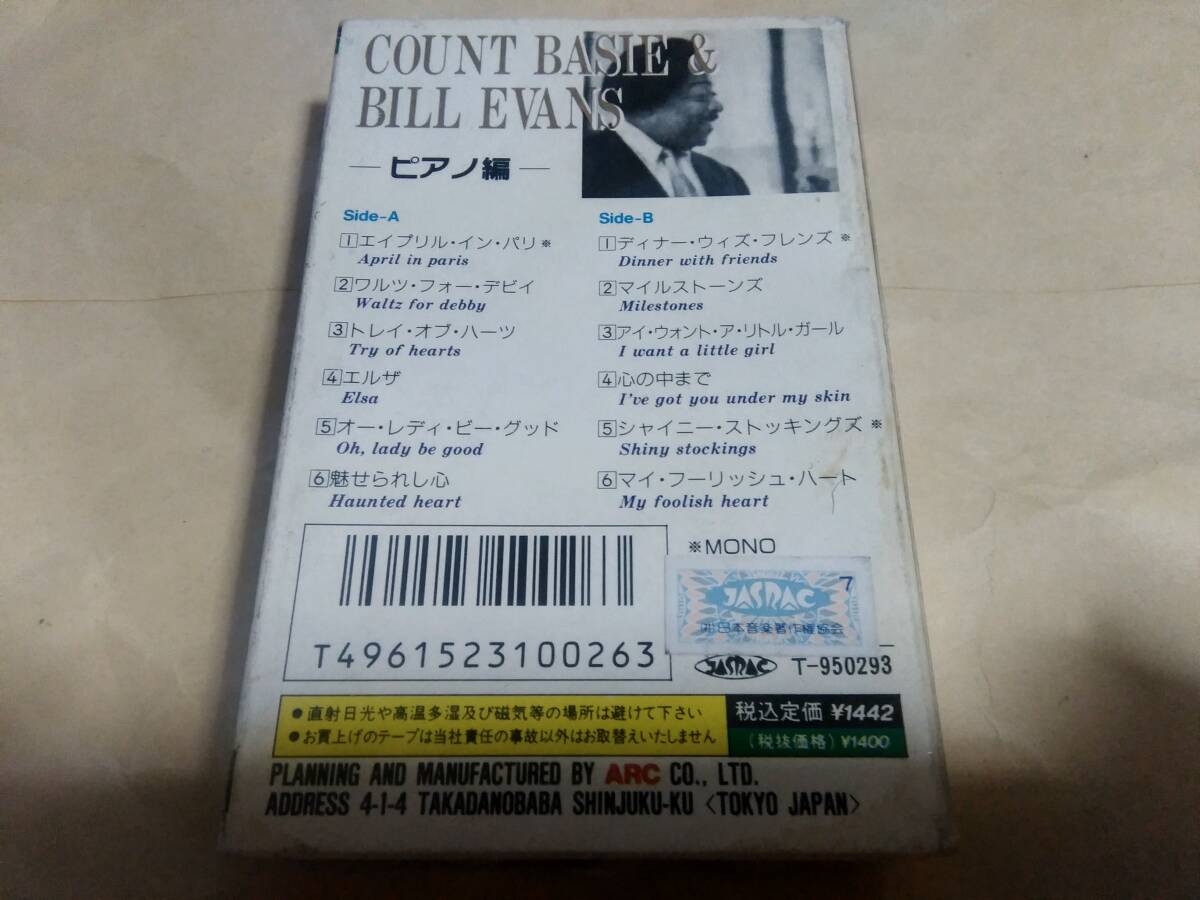 COUNT BASIE &
BILL EVANS
― ピアノ編 ―
Side-A
1 エイプリル・イン・パリ ※
April in paris
2 ワルツ・フォー・デビイ
Waltz for debby
3 トレイ・オブ・ハーツ
Try of hearts
4 エルザ
Elsa
5 オー・レディ・ビー・グッド
Oh, lady be good
6 魅せられし心
Haunted heart
Side-B
1 ディナー・ウィズ・フレンズ ※
Dinner with friends
2 マイルストーンズ
Milestones
3 アイ・ウォント・ア・リトル・ガール
I want a little girl
4 心の中まで
I've got you under my skin
5 シャイニー・ストッキングズ ※
Shiny stockings
6 マイ・フーリッシュ・ハート
My foolish heart
※MONO
7
JASRAC
㈳日本音楽著作権協会
T4961523100263
JASRAC T-950293
●直射日光や高温多湿及び磁気等の場所は避けて下さい
●お買上げのテープは当社責任の事故以外はお取替えいたしません
税込定価 ¥1442
(税抜価格) ¥1400
PLANNING AND MANUFACTURED BY ARC CO., LTD.
ADDRESS 4-1-4 TAKADANOBABA SHINJUKU-KU <TOKYO JAPAN>